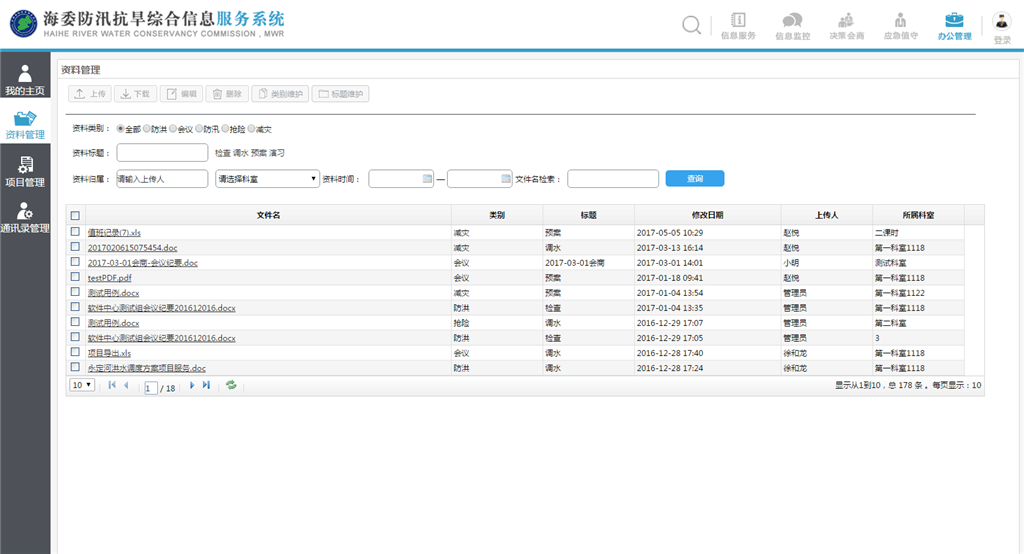 海委防汛抗旱综合信息服务系统
HAIHE RIVER WATER CONSERVANCY COMMISSION , MWR
信息服务 信息监控 决策会商 应急值守 办公管理 登录
我的主页
资料管理
项目管理
通讯录管理
资料管理
上传 下载 编辑 删除 类别维护 标题维护
资料类别： 全部 防洪 会议 防汛 抢险 减灾
资料标题： 检查 调水 预案 演习
资料归属： 请输入上传人 请选择科室 资料时间： — 文件名检索： 查询
文件名 类别 标题 修改日期 上传人 所属科室
值班记录(7).xls 减灾 预案 2017-05-05 10:29 赵悦 二课时
2017020615075454.doc 减灾 调水 2017-03-13 16:14 赵悦 第一科室1118
2017-03-01会商-会议纪要.doc 会议 2017-03-01会商 2017-03-01 14:01 小明 测试科室
testPDF.pdf 会议 预案 2017-01-18 09:41 赵悦 第一科室1118
测试用例.docx 减灾 预案 2017-01-04 13:54 管理员 第一科室1122
软件中心测试组会议纪要201612016.docx 防洪 检查 2017-01-04 13:35 管理员 第一科室1118
测试用例.docx 抢险 调水 2016-12-29 17:07 管理员 第二科室
软件中心测试组会议纪要201612016.docx 防洪 检查 2016-12-29 17:05 管理员 3
项目导出.xls 会议 调水 2016-12-28 17:40 徐和龙 第一科室1118
永定河洪水调度方案项目服务.doc 防洪 调水 2016-12-28 17:24 徐和龙 第一科室1118
10 1 / 18 显示从1到10，总 178 条 。每页显示：10